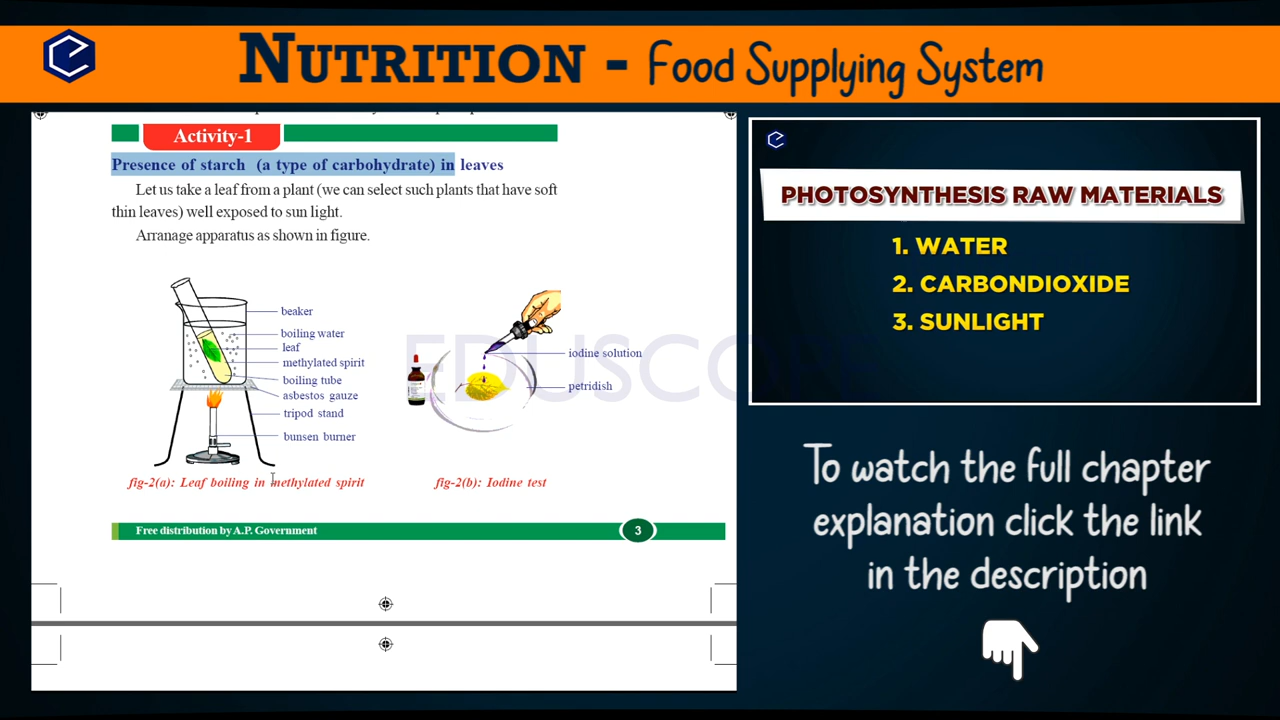 NUTRITION - Food Supplying System
Activity-1
Presence of starch (a type of carbohydrate) in leaves
Let us take a leaf from a plant (we can select such plants that have soft
thin leaves) well exposed to sun light.
Arranage apparatus as shown in figure.
beaker
boiling water
leaf
methylated spirit
boiling tube
asbestos gauze
tripod stand
bunsen burner
iodine solution
petridish
fig-2(a): Leaf boiling in methylated spirit
fig-2(b): Iodine test
Free distribution by A.P. Government
3
PHOTOSYNTHESIS RAW MATERIALS
1. WATER
2. CARBONDIOXIDE
3. SUNLIGHT
To watch the full chapter
explanation click the link
in the description